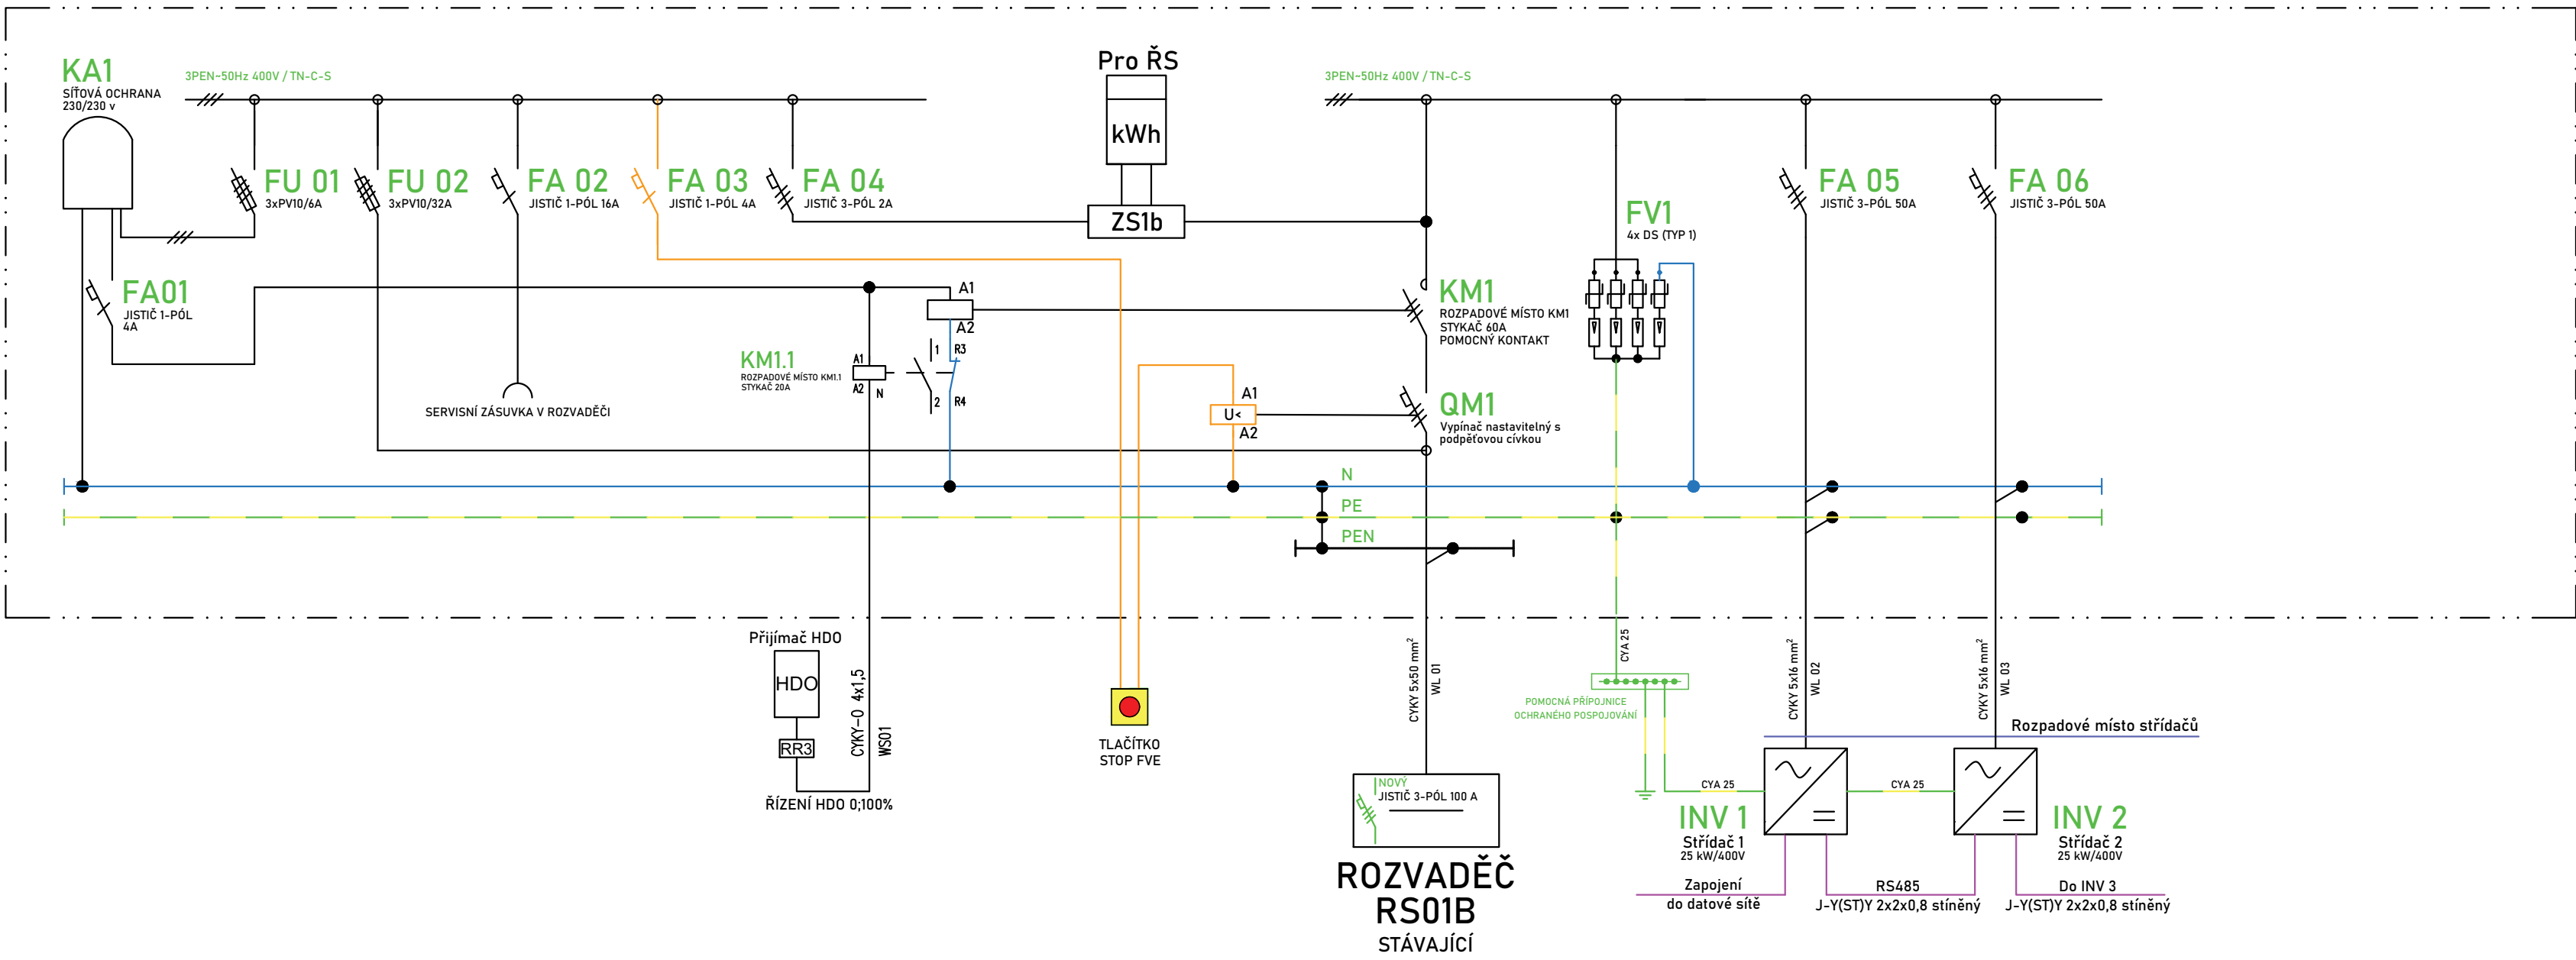 KA1
SÍŤOVÁ OCHRANA
230/230 v
3PEN~50Hz 400V / TN-C-S
Pro ŘS
kWh
ZS1b
3PEN~50Hz 400V / TN-C-S
FU 01
3xPV10/6A
FU 02
3xPV10/32A
FA 02
JISTIČ 1-PÓL 16A
FA 03
JISTIČ 1-PÓL 4A
FA 04
JISTIČ 3-PÓL 2A
FV1
4x DS (TYP 1)
FA 05
JISTIČ 3-PÓL 50A
FA 06
JISTIČ 3-PÓL 50A
FA01
JISTIČ 1-PÓL
4A
A1
A2
KM1
ROZPADOVÉ MÍSTO KM1
STYKAČ 60A
POMOCNÝ KONTAKT
KM1.1
ROZPADOVÉ MÍSTO KM1.1
STYKAČ 20A
A1
A2
N
1
2
R3
R4
SERVISNÍ ZÁSUVKA V ROZVADĚČI
A1
U<
A2
QM1
Vypínač nastavitelný s
podpěťovou cívkou
N
PE
PEN
Přijímač HDO
HDO
RR3
CYKY-O 4x1,5
WS01
ŘÍZENÍ HDO 0;100%
TLAČÍTKO
STOP FVE
CYKY 5x50 mm²
WL 01
NOVÝ
JISTIČ 3-PÓL 100 A
ROZVADĚČ
RS01B
STÁVAJÍCÍ
CYA 25
POMOCNÁ PŘÍPOJNICE
OCHRANÉHO POSPOJOVÁNÍ
CYKY 5x16 mm²
WL 02
CYKY 5x16 mm²
WL 03
Rozpadové místo střídačů
CYA 25
CYA 25
INV 1
Střídač 1
25 kW/400V
INV 2
Střídač 2
25 kW/400V
Zapojení
do datové sítě
RS485
J-Y(ST)Y 2x2x0,8 stíněný
Do INV 3
J-Y(ST)Y 2x2x0,8 stíněný